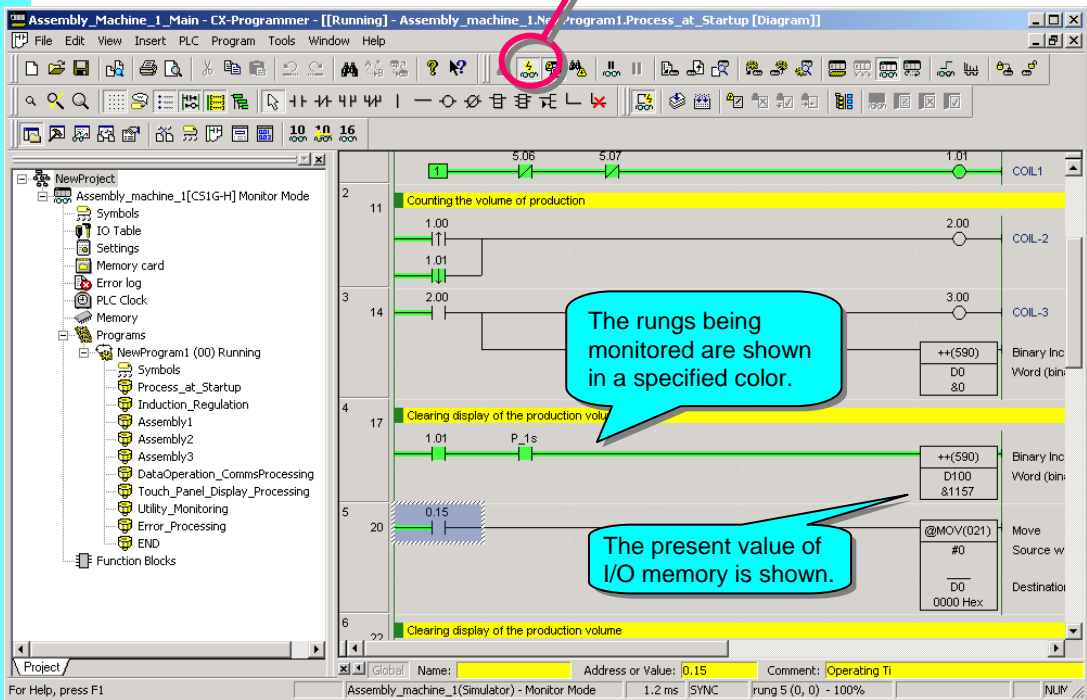 Assembly_Machine_1_Main - CX-Programmer - [[Running] - Assembly_machine_1.Ne Program1.Process_at_Startup [Diagram]]
File Edit View Insert PLC Program Tools Window Help
10 10 16
NewProject
Assembly_machine_1[CS1G-H] Monitor Mode
Symbols
IO Table
Settings
Memory card
Error log
PLC Clock
Memory
Programs
NewProgram1 (00) Running
Symbols
Process_at_Startup
Induction_Regulation
Assembly1
Assembly2
Assembly3
DataOperation_CommsProcessing
Touch_Panel_Display_Processing
Utility_Monitoring
Error_Processing
END
Function Blocks
Project
1 5.06 5.07 1.01 COIL1
2 11 Counting the volume of production
1.00 2.00 COIL-2
1.01
3 14 2.00 3.00 COIL-3
++(590) Binary Inc
D0 Word (bin
&0
The rungs being
monitored are shown
in a specified color.
4 17 Clearing display of the production volu
1.01 P_1s
++(590) Binary Inc
D100 Word (bin
&1157
5 20 0.15
@MOV(021) Move
#0 Source w
D0 Destination
0000 Hex
The present value of
I/O memory is shown.
6 22 Clearing display of the production volume
Global Name: Address or Value: 0.15 Comment: Operating Ti
For Help, press F1 Assembly_machine_1(Simulator) - Monitor Mode 1.2 ms SYNC rung 5 (0, 0) - 100% NUM